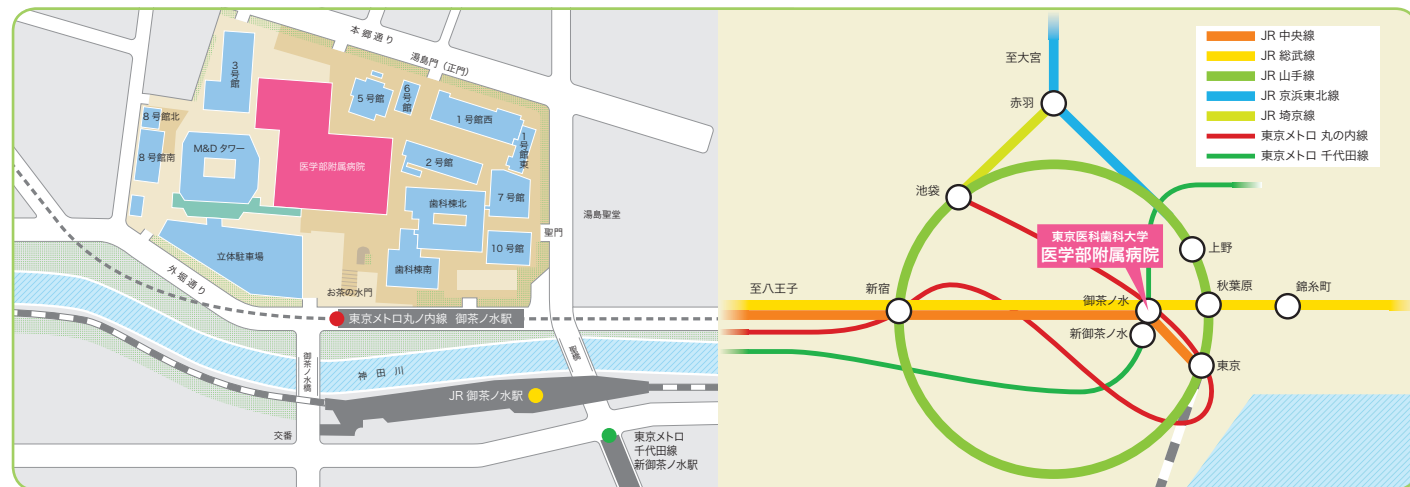 本郷通り
湯島門（正門）
3号館
5号館
6号館
1号館西
1号館東
8号館北
8号館南
M&Dタワー
医学部附属病院
2号館
7号館
歯科棟北
10号館
歯科棟南
立体駐車場
聖門
湯島聖堂
外堀通り
お茶の水門
東京メトロ丸ノ内線 御茶ノ水駅
御茶ノ水橋
聖橋
神田川
JR御茶ノ水駅
交番
東京メトロ
千代田線
新御茶ノ水駅
JR 中央線
JR 総武線
JR 山手線
JR 京浜東北線
JR 埼京線
東京メトロ 丸の内線
東京メトロ 千代田線
至大宮
赤羽
池袋
東京医科歯科大学
医学部附属病院
上野
至八王子
新宿
御茶ノ水
秋葉原
錦糸町
新御茶ノ水
東京